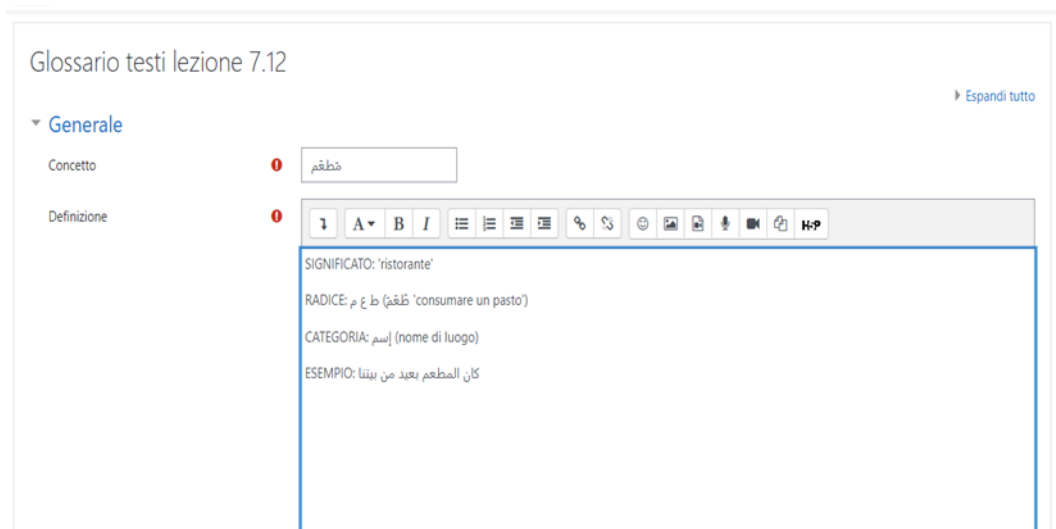 Glossario testi lezione 7.12
Espandi tutto
Generale
Concetto
مَطعَم
Definizione
A B I H-P
SIGNIFICATO: 'ristorante'
RADICE: ط ع م (طَعَمَ 'consumare un pasto')
CATEGORIA: إسم (nome di luogo)
ESEMPIO: كان المطعم بعيد من بيتنا